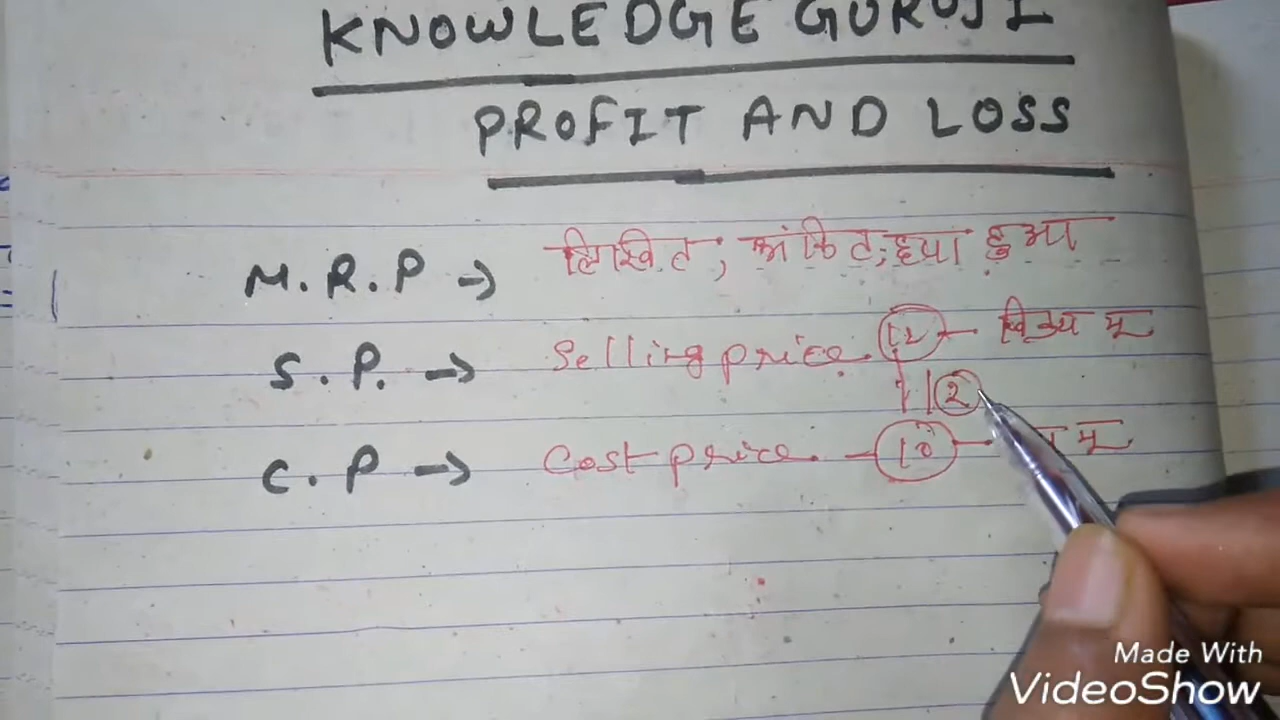 KNOWLEDGE GURUJI
PROFIT AND LOSS
M.R.P → लिखित, अंकित, छपा हुआ
S.P. → Selling price. 12 – विक्रय मू
2
C.P → Cost price. – 10 – मू
Made With
VideoShow